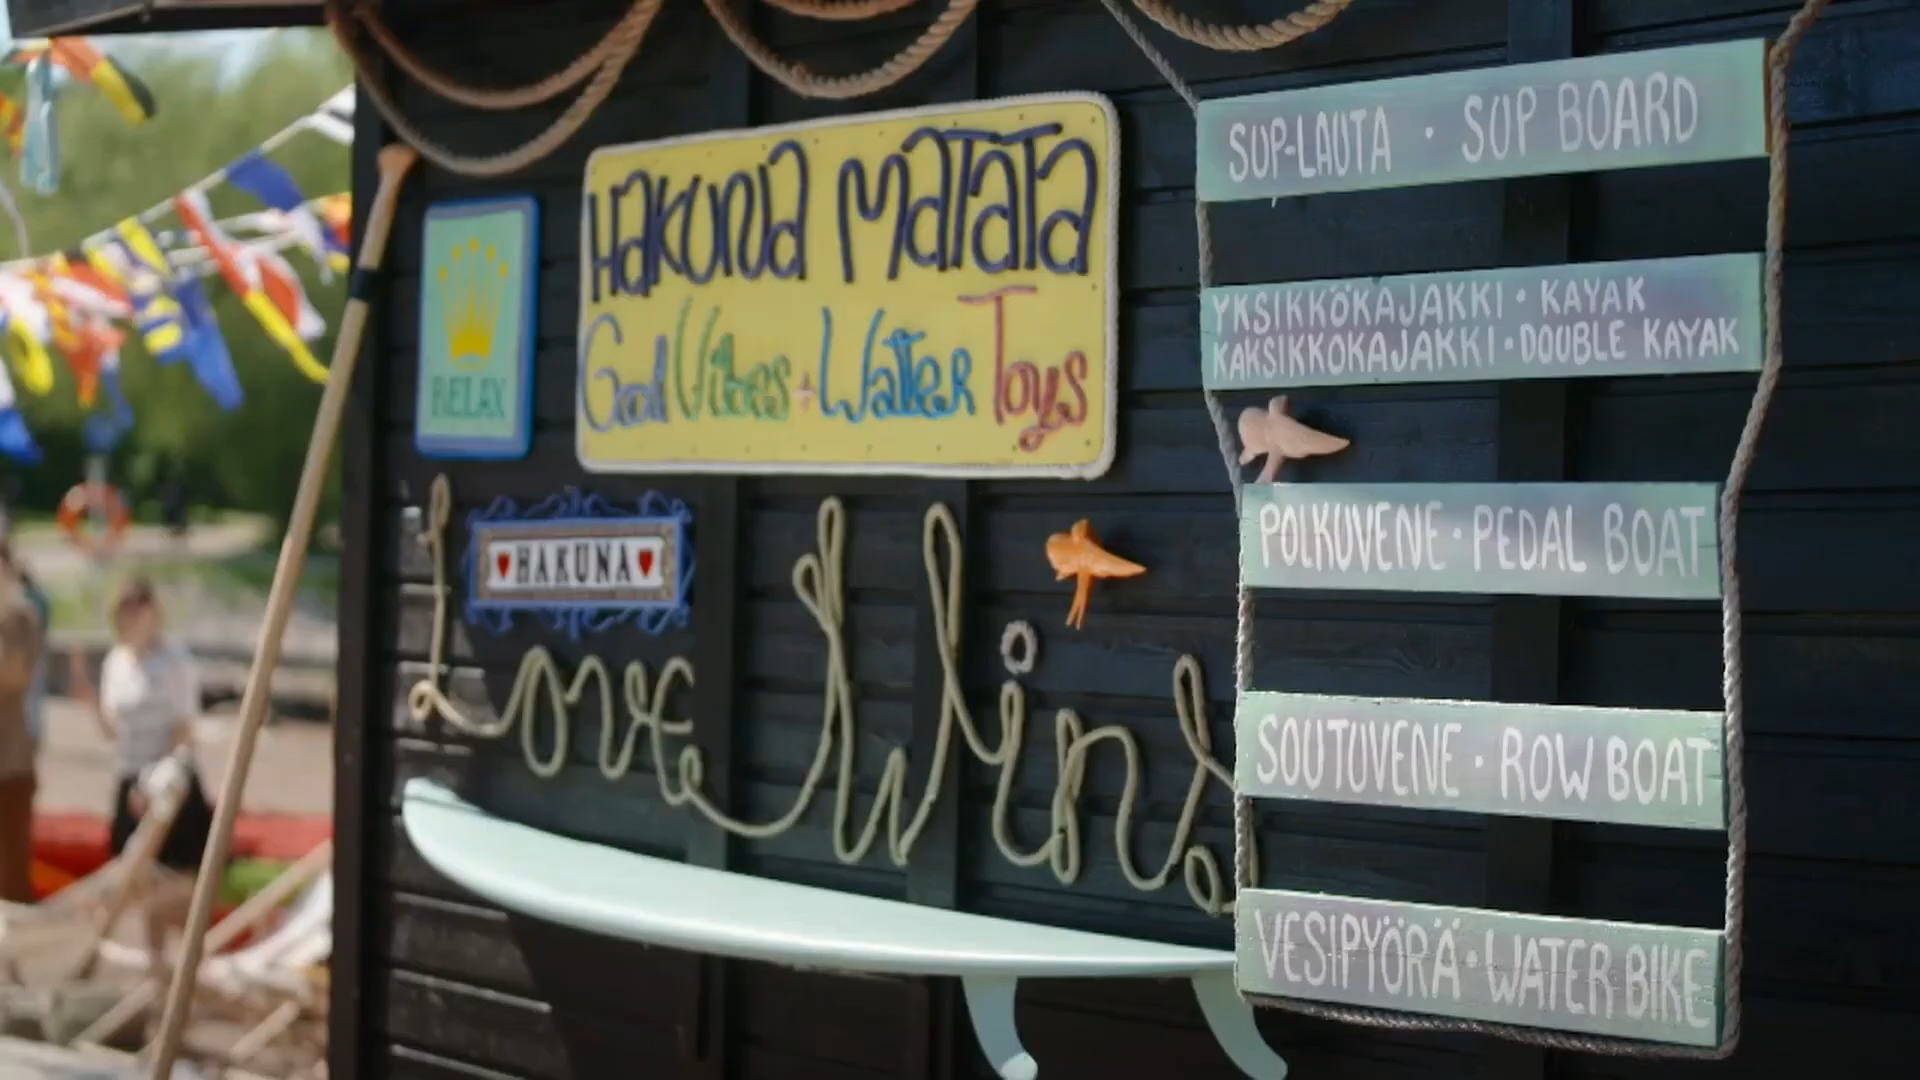 HAKUNA MATATA
Good Vibes + Water Toys
RELAX
HAKUNA
Love Wins
SUP-LAUTA · SUP BOARD
YKSIKKÖKAJAKKI · KAYAK
KAKSIKKOKAJAKKI · DOUBLE KAYAK
POLKUVENE · PEDAL BOAT
SOUTUVENE · ROW BOAT
VESIPYÖRÄ · WATER BIKE